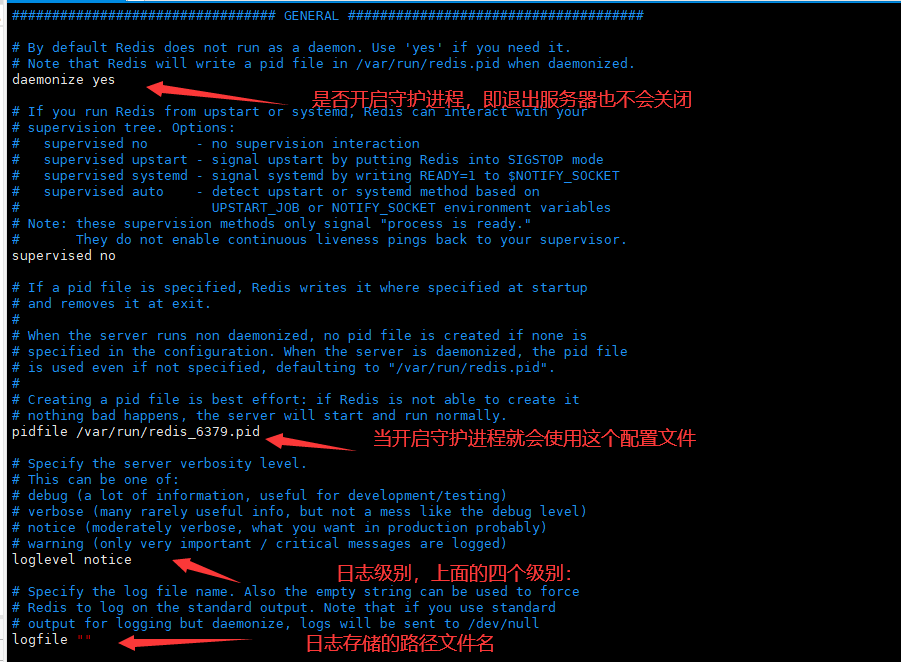 ################################# GENERAL #####################################
# By default Redis does not run as a daemon. Use 'yes' if you need it.
# Note that Redis will write a pid file in /var/run/redis.pid when daemonized.
daemonize yes
是否开启守护进程，即退出服务器也不会关闭
# If you run Redis from upstart or systemd, Redis can interact with your
# supervision tree. Options:
#   supervised no      - no supervision interaction
#   supervised upstart - signal upstart by putting Redis into SIGSTOP mode
#   supervised systemd - signal systemd by writing READY=1 to $NOTIFY_SOCKET
#   supervised auto    - detect upstart or systemd method based on
#                        UPSTART_JOB or NOTIFY_SOCKET environment variables
# Note: these supervision methods only signal "process is ready."
#       They do not enable continuous liveness pings back to your supervisor.
supervised no
# If a pid file is specified, Redis writes it where specified at startup
# and removes it at exit.
#
# When the server runs non daemonized, no pid file is created if none is
# specified in the configuration. When the server is daemonized, the pid file
# is used even if not specified, defaulting to "/var/run/redis.pid".
#
# Creating a pid file is best effort: if Redis is not able to create it
# nothing bad happens, the server will start and run normally.
pidfile /var/run/redis_6379.pid
当开启守护进程就会使用这个配置文件
# Specify the server verbosity level.
# This can be one of:
# debug (a lot of information, useful for development/testing)
# verbose (many rarely useful info, but not a mess like the debug level)
# notice (moderately verbose, what you want in production probably)
# warning (only very important / critical messages are logged)
loglevel notice
日志级别，上面的四个级别：
# Specify the log file name. Also the empty string can be used to force
# Redis to log on the standard output. Note that if you use standard
# output for logging but daemonize, logs will be sent to /dev/null
logfile ""
日志存储的路径文件名